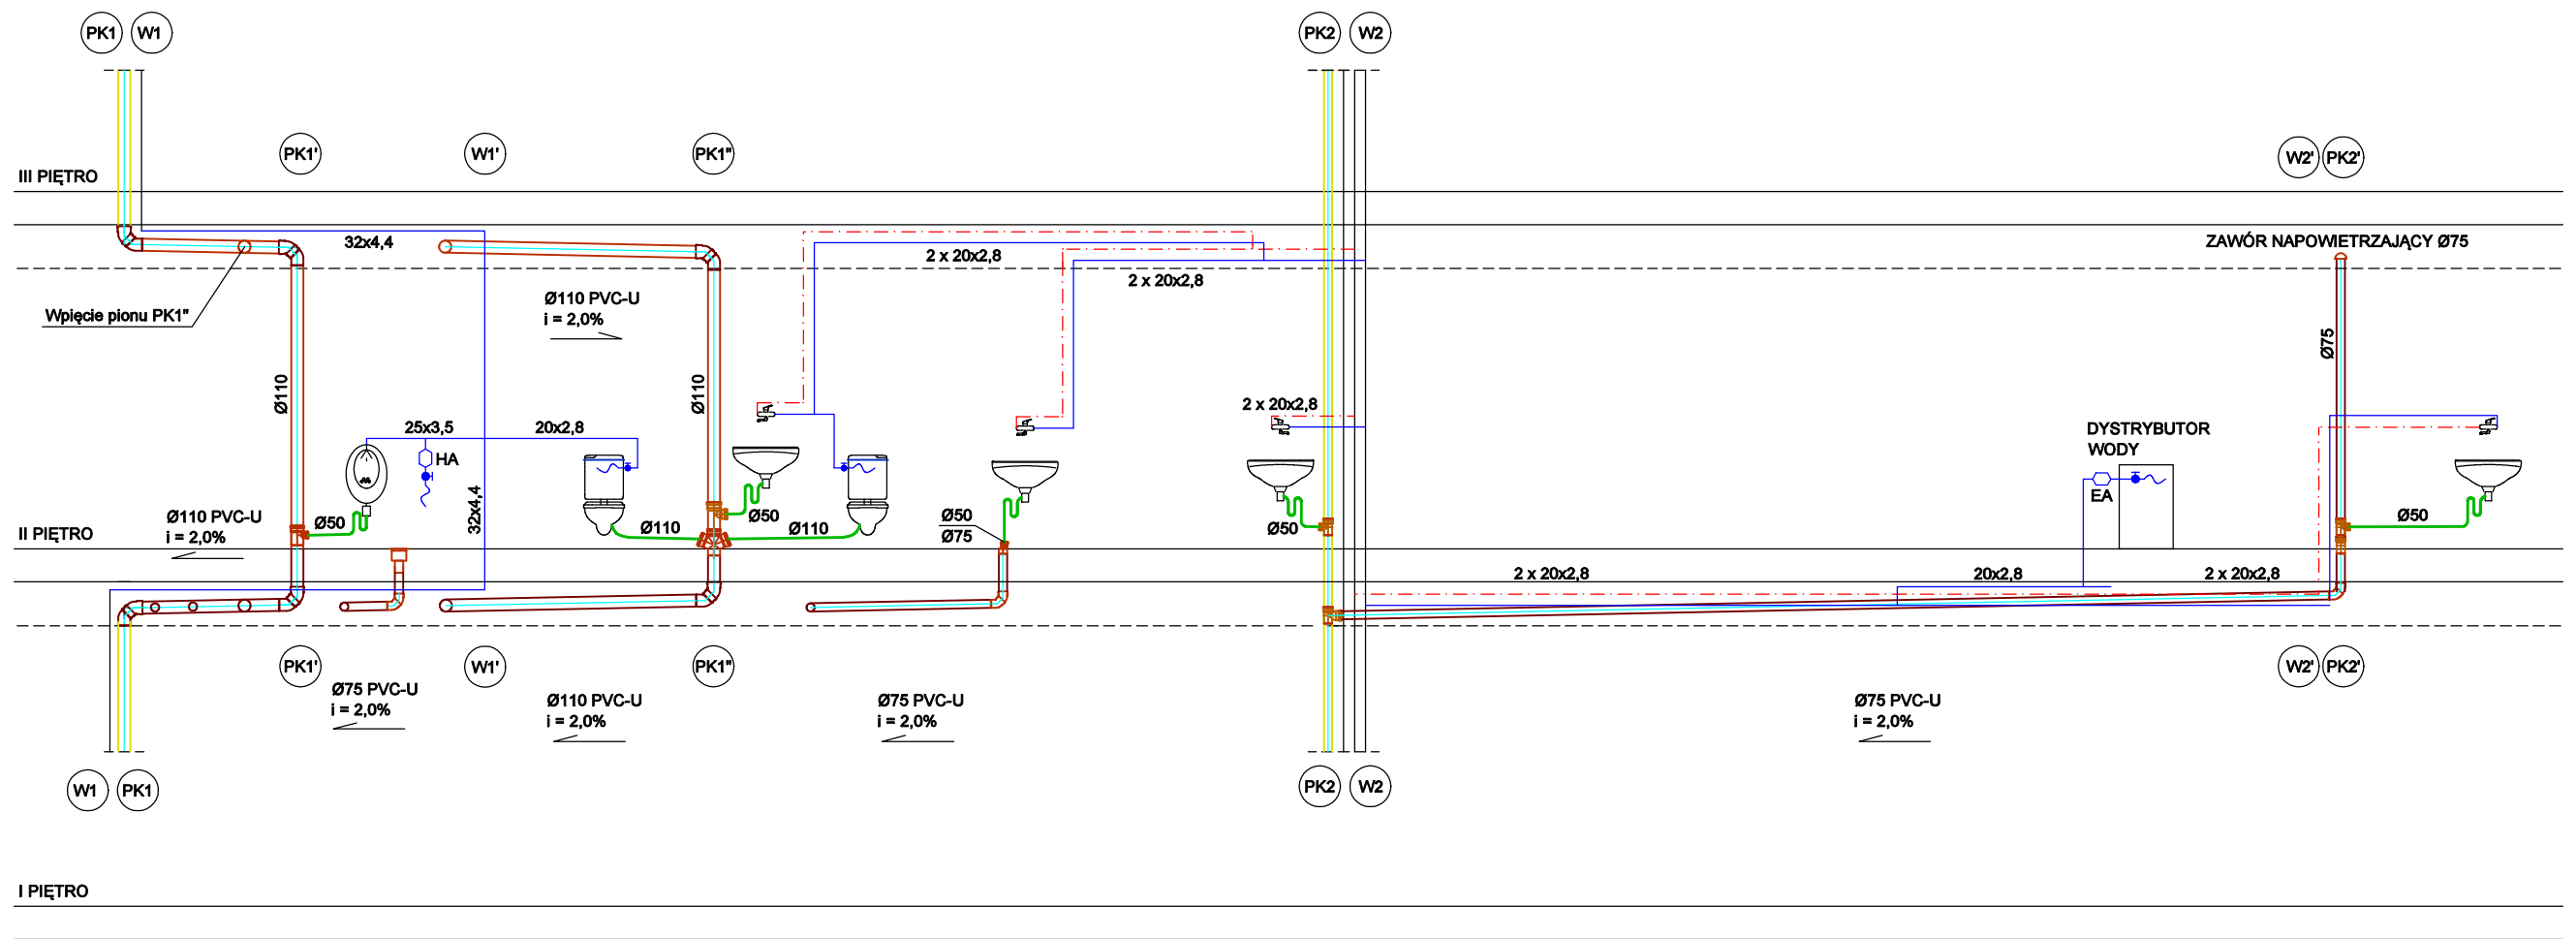 PK1
W1
PK2
W2
PK1'
W1'
PK1"
W2'
PK2'
III PIĘTRO
32x4,4
2 x 20x2,8
2 x 20x2,8
ZAWÓR NAPOWIETRZAJĄCY Ø75
Wpięcie pionu PK1"
Ø110 PVC-U
i = 2,0%
Ø110
Ø110
Ø75
2 x 20x2,8
25x3,5
20x2,8
HA
DYSTRYBUTOR
WODY
EA
32x4,4
Ø110 PVC-U
i = 2,0%
Ø50
Ø110
Ø50
Ø110
Ø50
Ø75
Ø50
Ø50
II PIĘTRO
2 x 20x2,8
20x2,8
2 x 20x2,8
PK1'
W1'
PK1"
W2'
PK2'
Ø75 PVC-U
i = 2,0%
Ø110 PVC-U
i = 2,0%
Ø75 PVC-U
i = 2,0%
Ø75 PVC-U
i = 2,0%
W1
PK1
PK2
W2
I PIĘTRO